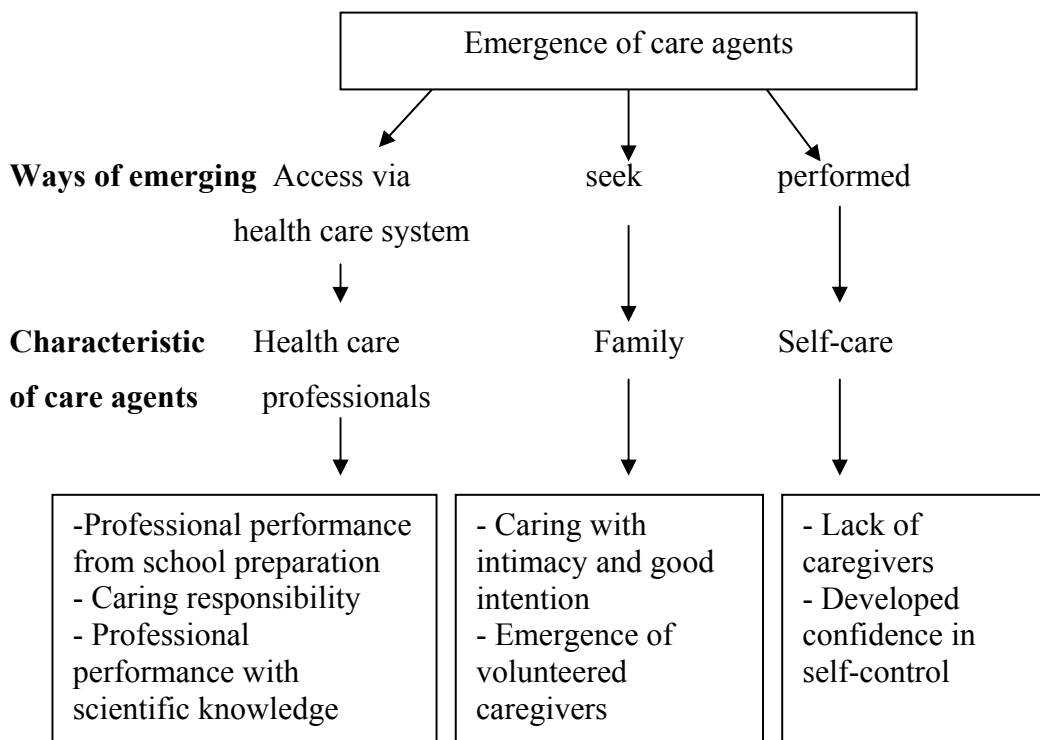 Emergence of care agents
Ways of emerging Access via seek performed
health care system
Characteristic Health care Family Self-care
of care agents professionals
-Professional performance
from school preparation
- Caring responsibility
- Professional
performance with
scientific knowledge
- Caring with
intimacy and good
intention
- Emergence of
volunteered
caregivers
- Lack of
caregivers
- Developed
confidence in
self-control